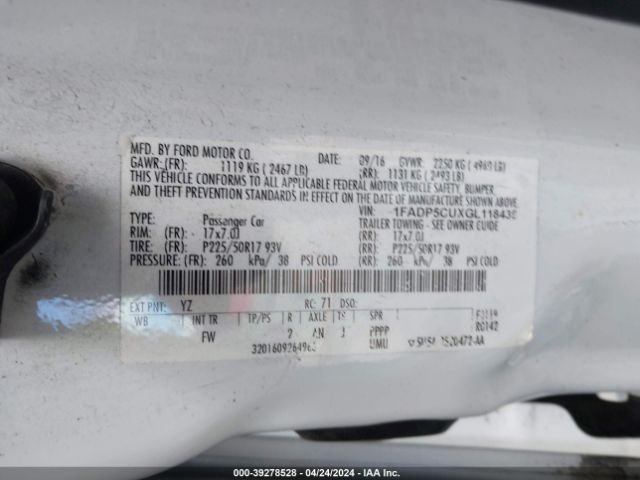 MFD. BY FORD MOTOR CO. DATE: 09/16 GVWR: 2250 KG ( 4960 LB)
GAWR:(FR): 1119 KG ( 2467 LB) (RR): 1131 KG ( 2493 LB)
THIS VEHICLE CONFORMS TO ALL APPLICABLE FEDERAL MOTOR VEHICLE SAFETY, BUMPER
AND THEFT PREVENTION STANDARDS IN EFFECT ON THE DATE OF MANUFACTURE SHOWN ABOVE
VIN: 1FADP5CUXGL118438
TYPE: Passenger Car TRAILER TOWING - SEE OWNER GUIDE
RIM: (FR): 17x7.0J (RR): 17x7.0J
TIRE: (FR): P225/50R17 93V (RR): P225/50R17 93V
PRESSURE: (FR): 260 kPa/ 38 PSI COLD (RR): 260 kPa/ 38 PSI COLD
EXT PNT: YZ RC: 71 DSO:
WB INT TR TP/PS R AXLE SPR
FW 2 PPPP
UMU
R0142
000-39278528 - 04/24/2024 - IAA Inc.